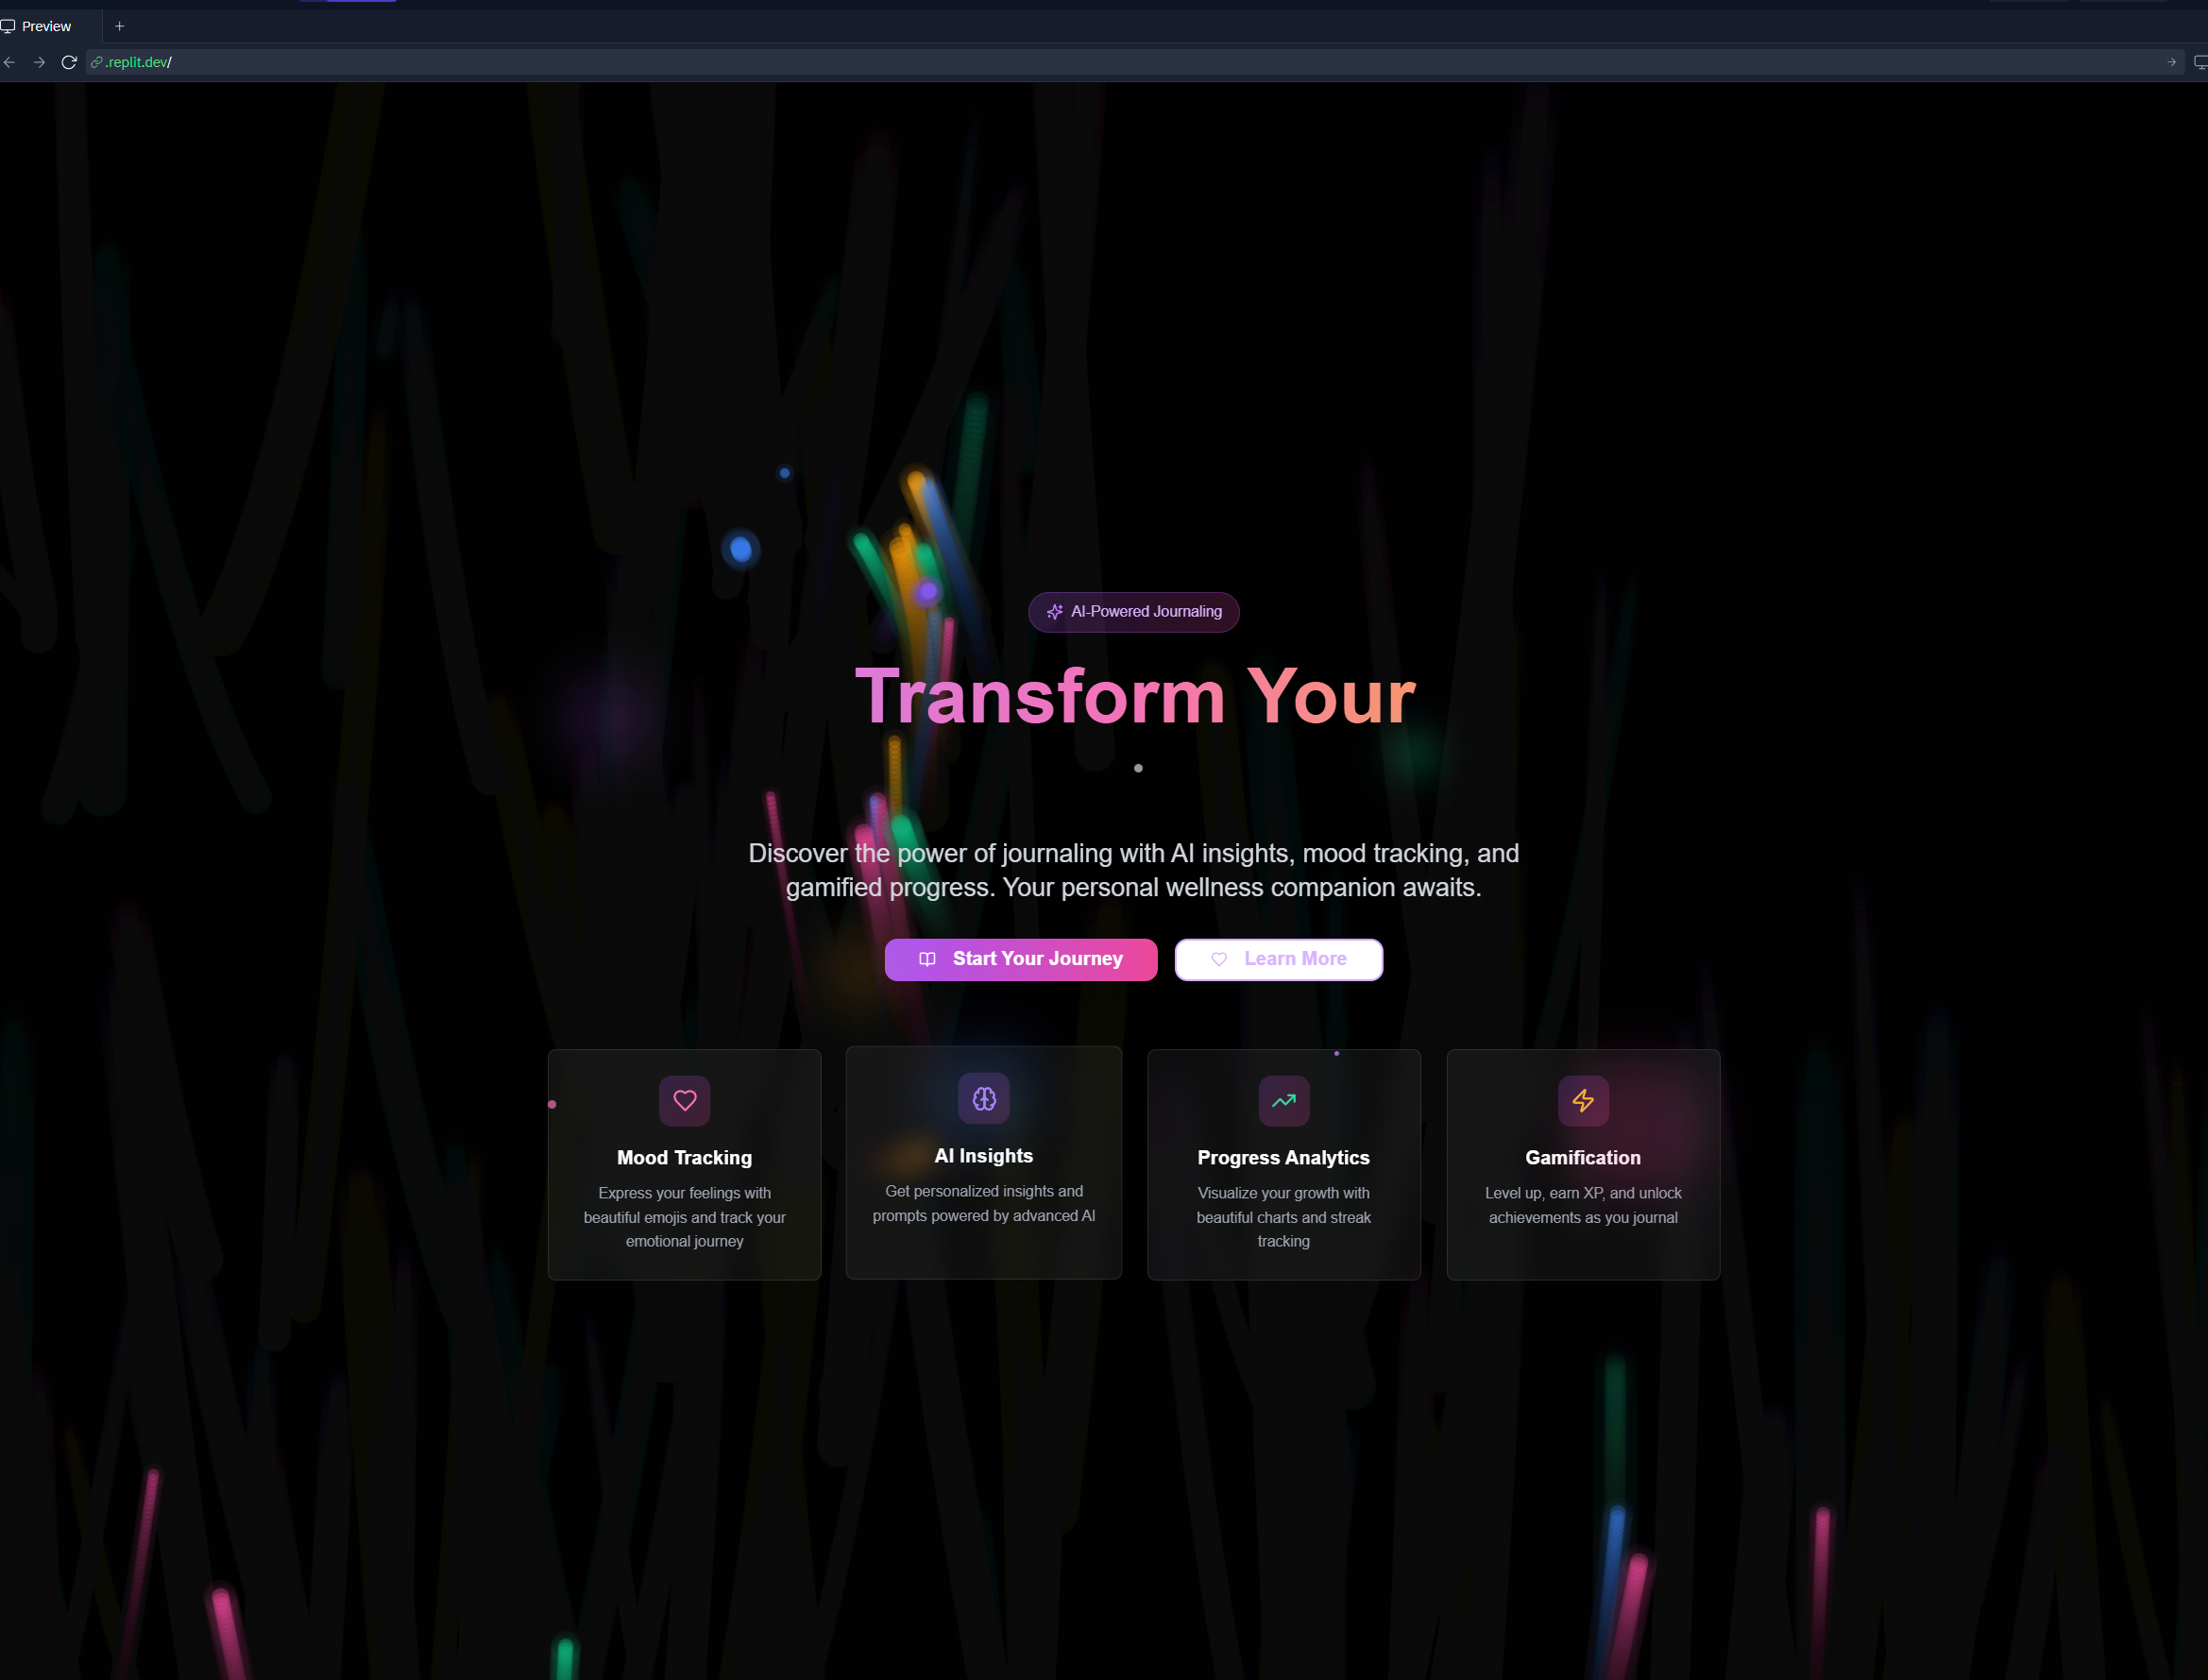 Preview
.replit.dev/
AI-Powered Journaling
Transform Your
Discover the power of journaling with AI insights, mood tracking, and
gamified progress. Your personal wellness companion awaits.
Start Your Journey
Learn More
Mood Tracking
Express your feelings with
beautiful emojis and track your
emotional journey
AI Insights
Get personalized insights and
prompts powered by advanced AI
Progress Analytics
Visualize your growth with
beautiful charts and streak
tracking
Gamification
Level up, earn XP, and unlock
achievements as you journal